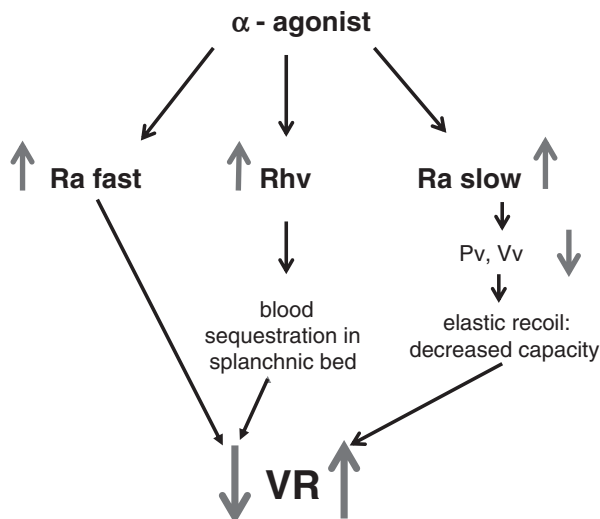 α - agonist
Ra fast
Rhv
Ra slow
Pv, Vv
blood
sequestration in
splanchnic bed
elastic recoil:
decreased capacity
VR